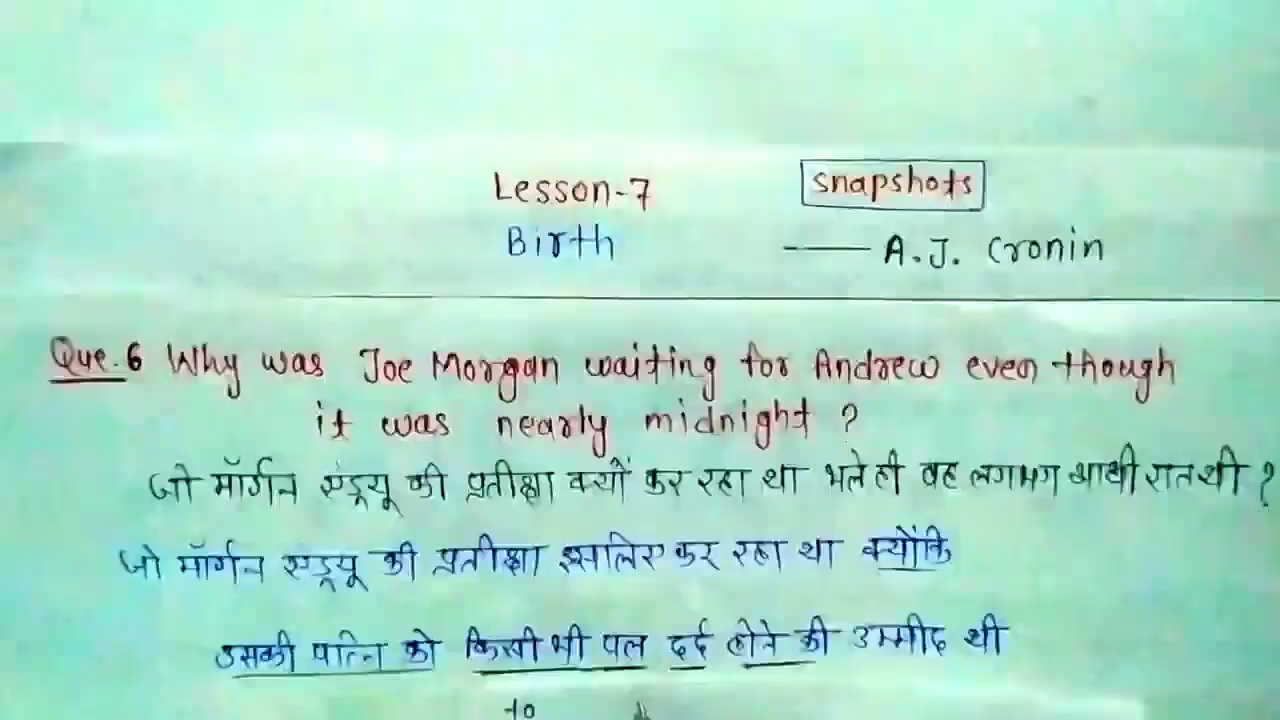 Lesson-7
Snapshots
Birth
—— A.J. Cronin
Que.6 Why was Joe Morgan waiting for Andrew even though
it was nearly midnight ?
जो मॉर्गन एंड्रयू की प्रतीक्षा क्यों कर रहा था भले ही वह लगभग आधी रात थी ?
जो मॉर्गन एण्ड्रयू की प्रतीक्षा इसलिए कर रहा था क्योंकि
उसकी पत्नि को किसी भी पल दर्द होने की उम्मीद थी
to